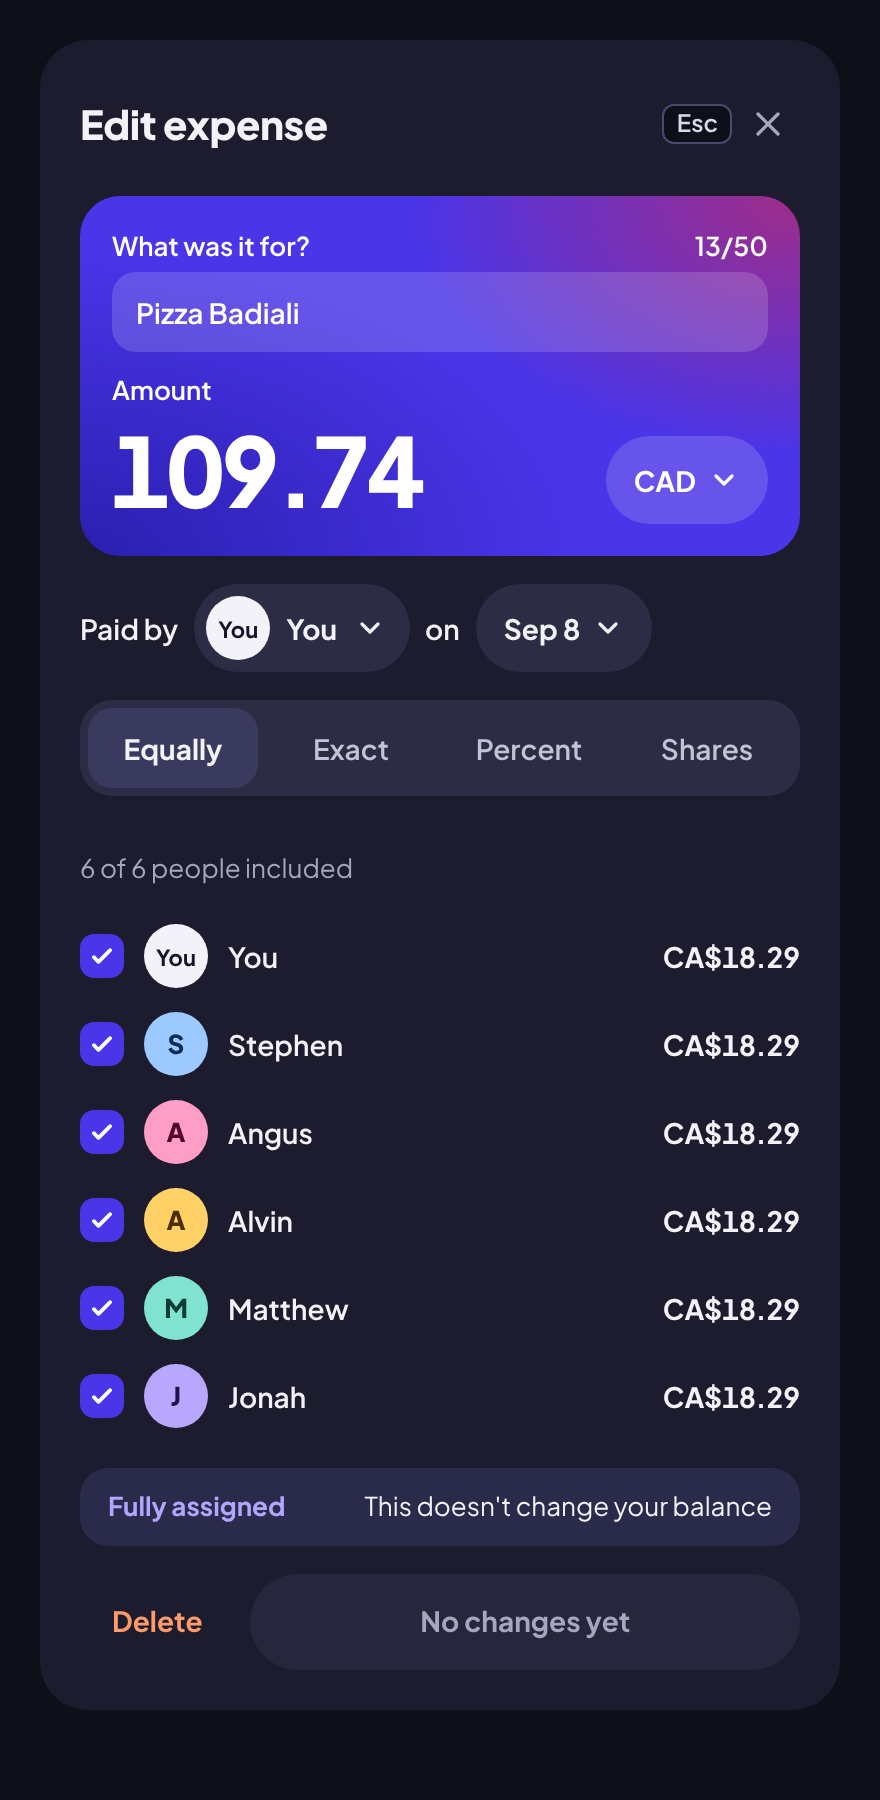 Edit expense
Esc
What was it for?
13/50
Pizza Badiali
Amount
109.74
CAD
Paid by You You on Sep 8
Equally Exact Percent Shares
6 of 6 people included
You You CA$18.29
S Stephen CA$18.29
A Angus CA$18.29
A Alvin CA$18.29
M Matthew CA$18.29
J Jonah CA$18.29
Fully assigned This doesn't change your balance
Delete No changes yet